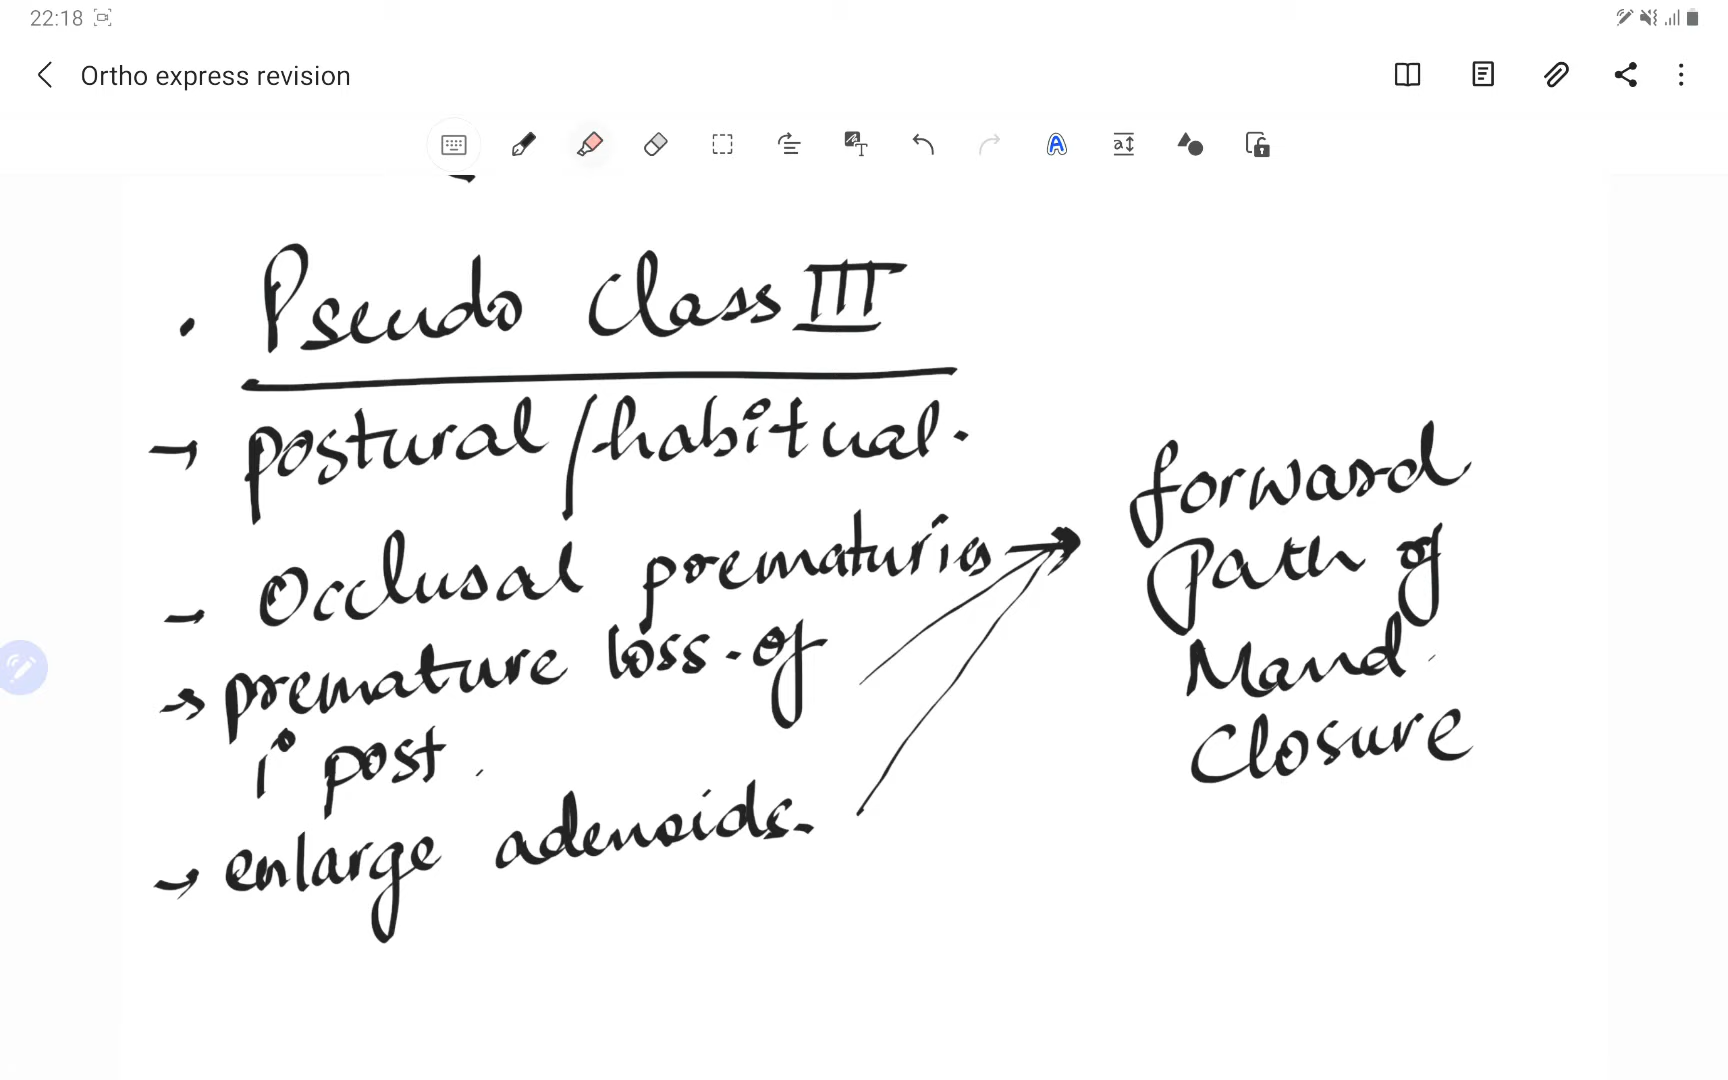 22:18
Ortho express revision
. Pseudo Class III
→ postural/habitual.
- Occlusal prematuries →
→ premature loss of
1° post.
→ enlarge adenoids.
forward
Path of
Mand.
Closure